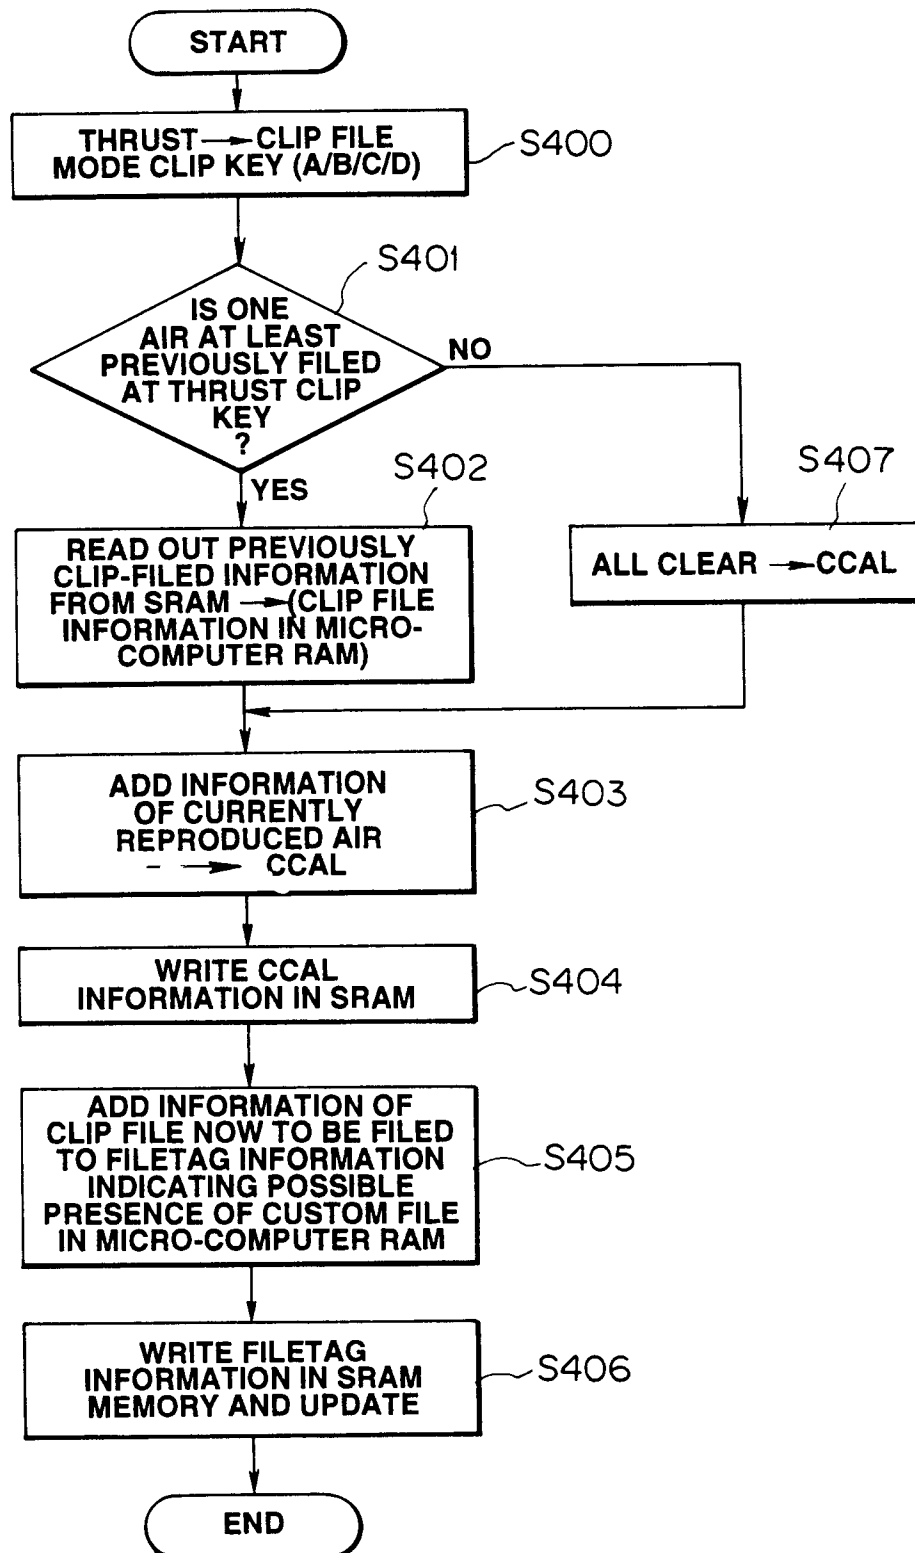 START
THRUST → CLIP FILE
MODE CLIP KEY (A/B/C/D)
S400
S401
IS ONE
AIR AT LEAST
PREVIOUSLY FILED
AT THRUST CLIP
KEY
?
NO
YES
S402
READ OUT PREVIOUSLY
CLIP-FILED INFORMATION
FROM SRAM → (CLIP FILE
INFORMATION IN MICRO-
COMPUTER RAM)
S407
ALL CLEAR → CCAL
ADD INFORMATION
OF CURRENTLY
REPRODUCED AIR
– → CCAL
S403
WRITE CCAL
INFORMATION IN SRAM
S404
ADD INFORMATION OF
CLIP FILE NOW TO BE FILED
TO FILETAG INFORMATION
INDICATING POSSIBLE
PRESENCE OF CUSTOM FILE
IN MICRO-COMPUTER RAM
S405
WRITE FILETAG
INFORMATION IN SRAM
MEMORY AND UPDATE
S406
END